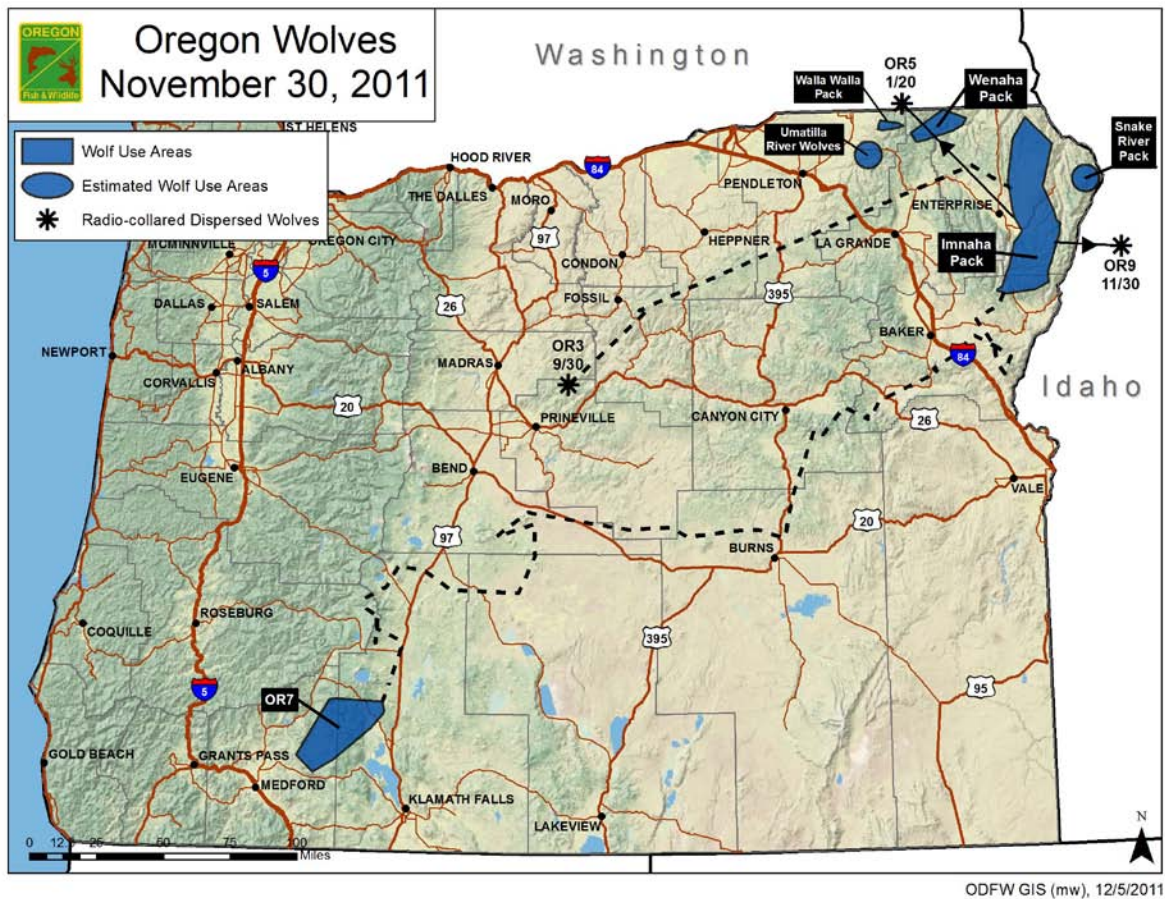 OREGON
Fish & Wildlife
Oregon Wolves
November 30, 2011
Wolf Use Areas
Estimated Wolf Use Areas
Radio-collared Dispersed Wolves
Washington
Idaho
OR5
1/20
Walla Walla
Pack
Wenaha
Pack
Umatilla
River Wolves
Snake
River
Pack
Imnaha
Pack
OR9
11/30
OR3
9/30
OR7
ST HELENS
HOOD RIVER
THE DALLES
MORO
PENDLETON
ENTERPRISE
LA GRANDE
HEPPNER
CONDON
FOSSIL
OREGON CITY
MCMINNVILLE
DALLAS
SALEM
NEWPORT
ALBANY
CORVALLIS
MADRAS
BAKER
PRINEVILLE
CANYON CITY
EUGENE
BEND
VALE
BURNS
ROSEBURG
COQUILLE
GOLD BEACH
GRANTS PASS
MEDFORD
KLAMATH FALLS
LAKEVIEW
84
97
5
26
395
84
20
26
20
97
395
5
95
0
25
75
100
Miles
N
ODFW GIS (mw), 12/5/2011